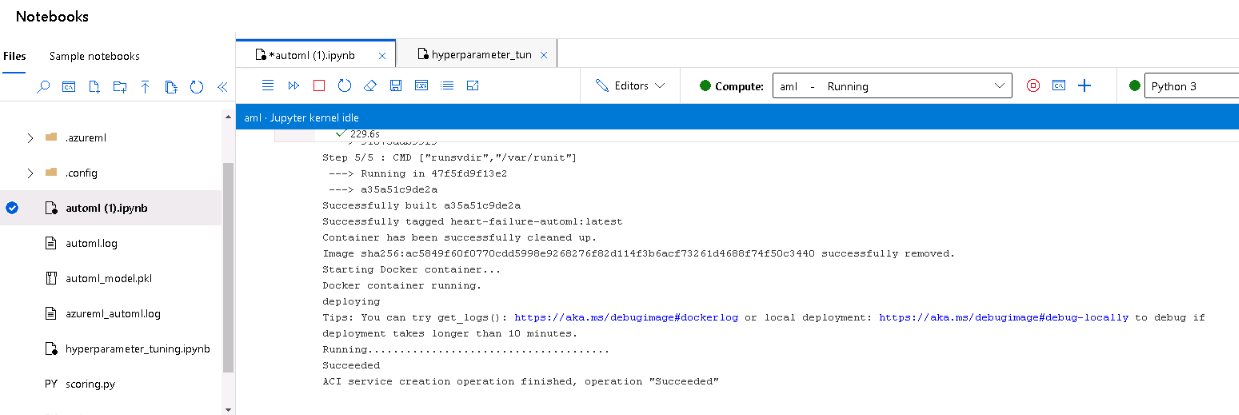 Notebooks
Files Sample notebooks
*automl (1).ipynb
hyperparameter_tun
Editors
Compute: aml - Running
Python 3
aml · Jupyter kernel idle
.azureml
.config
automl (1).ipynb
automl.log
automl_model.pkl
azureml_automl.log
hyperparameter_tuning.ipynb
PY scoring.py
229.6s
Step 5/5 : CMD ["runsvdir","/var/runit"]
---> Running in 47f5fd9f13e2
---> a35a51c9de2a
Successfully built a35a51c9de2a
Successfully tagged heart-failure-automl:latest
Container has been successfully cleaned up.
Image sha256:ac5849f60f0770cdd5998e9268276f82d114f3b6acf73261d4688f74f50c3440 successfully removed.
Starting Docker container...
Docker container running.
deploying
Tips: You can try get_logs(): https://aka.ms/debugimage#dockerlog or local deployment: https://aka.ms/debugimage#debug-locally to debug if
deployment takes longer than 10 minutes.
Running......................................
Succeeded
ACI service creation operation finished, operation "Succeeded"